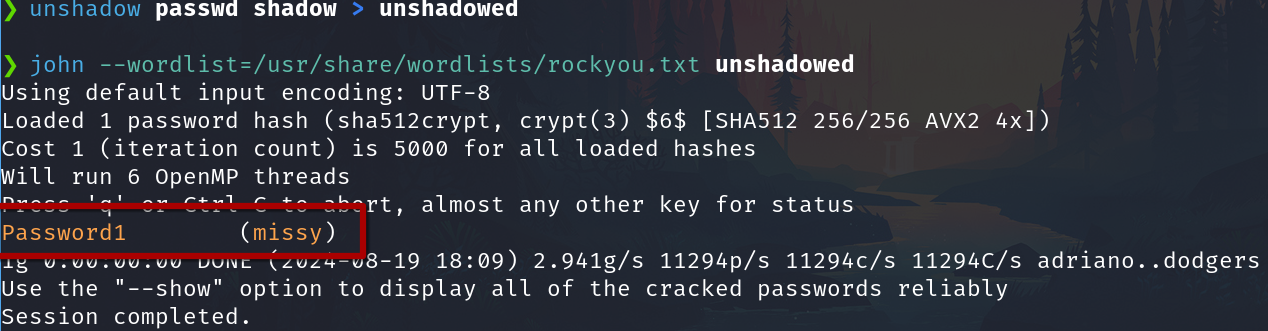 ❯ unshadow passwd shadow > unshadowed
❯ john --wordlist=/usr/share/wordlists/rockyou.txt unshadowed
Using default input encoding: UTF-8
Loaded 1 password hash (sha512crypt, crypt(3) $6$ [SHA512 256/256 AVX2 4x])
Cost 1 (iteration count) is 5000 for all loaded hashes
Will run 6 OpenMP threads
Press 'q' or Ctrl-C to abort, almost any other key for status
Password1        (missy)
1g 0:00:00:00 DONE (2024-08-19 18:09) 2.941g/s 11294p/s 11294c/s 11294C/s adriano..dodgers
Use the "--show" option to display all of the cracked passwords reliably
Session completed.